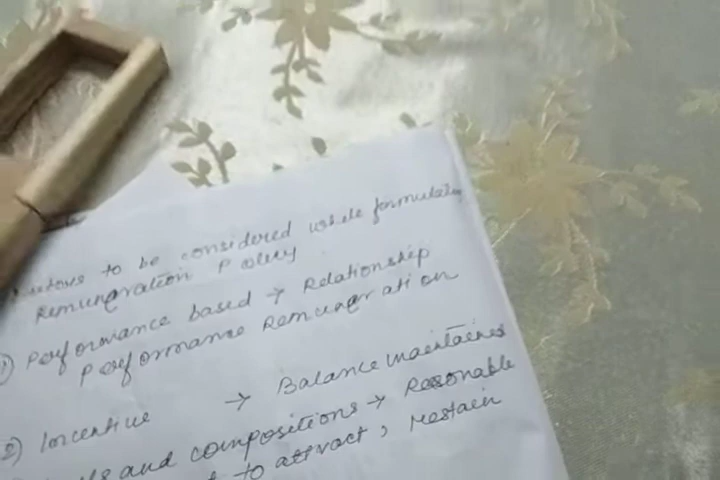 to be considered while formulating
Remuneration Policy
1) Performance based → Relationship
Performance Remuneration
2) Incentive → Balance maintained
and compositions → Reasonable
to attract, restain